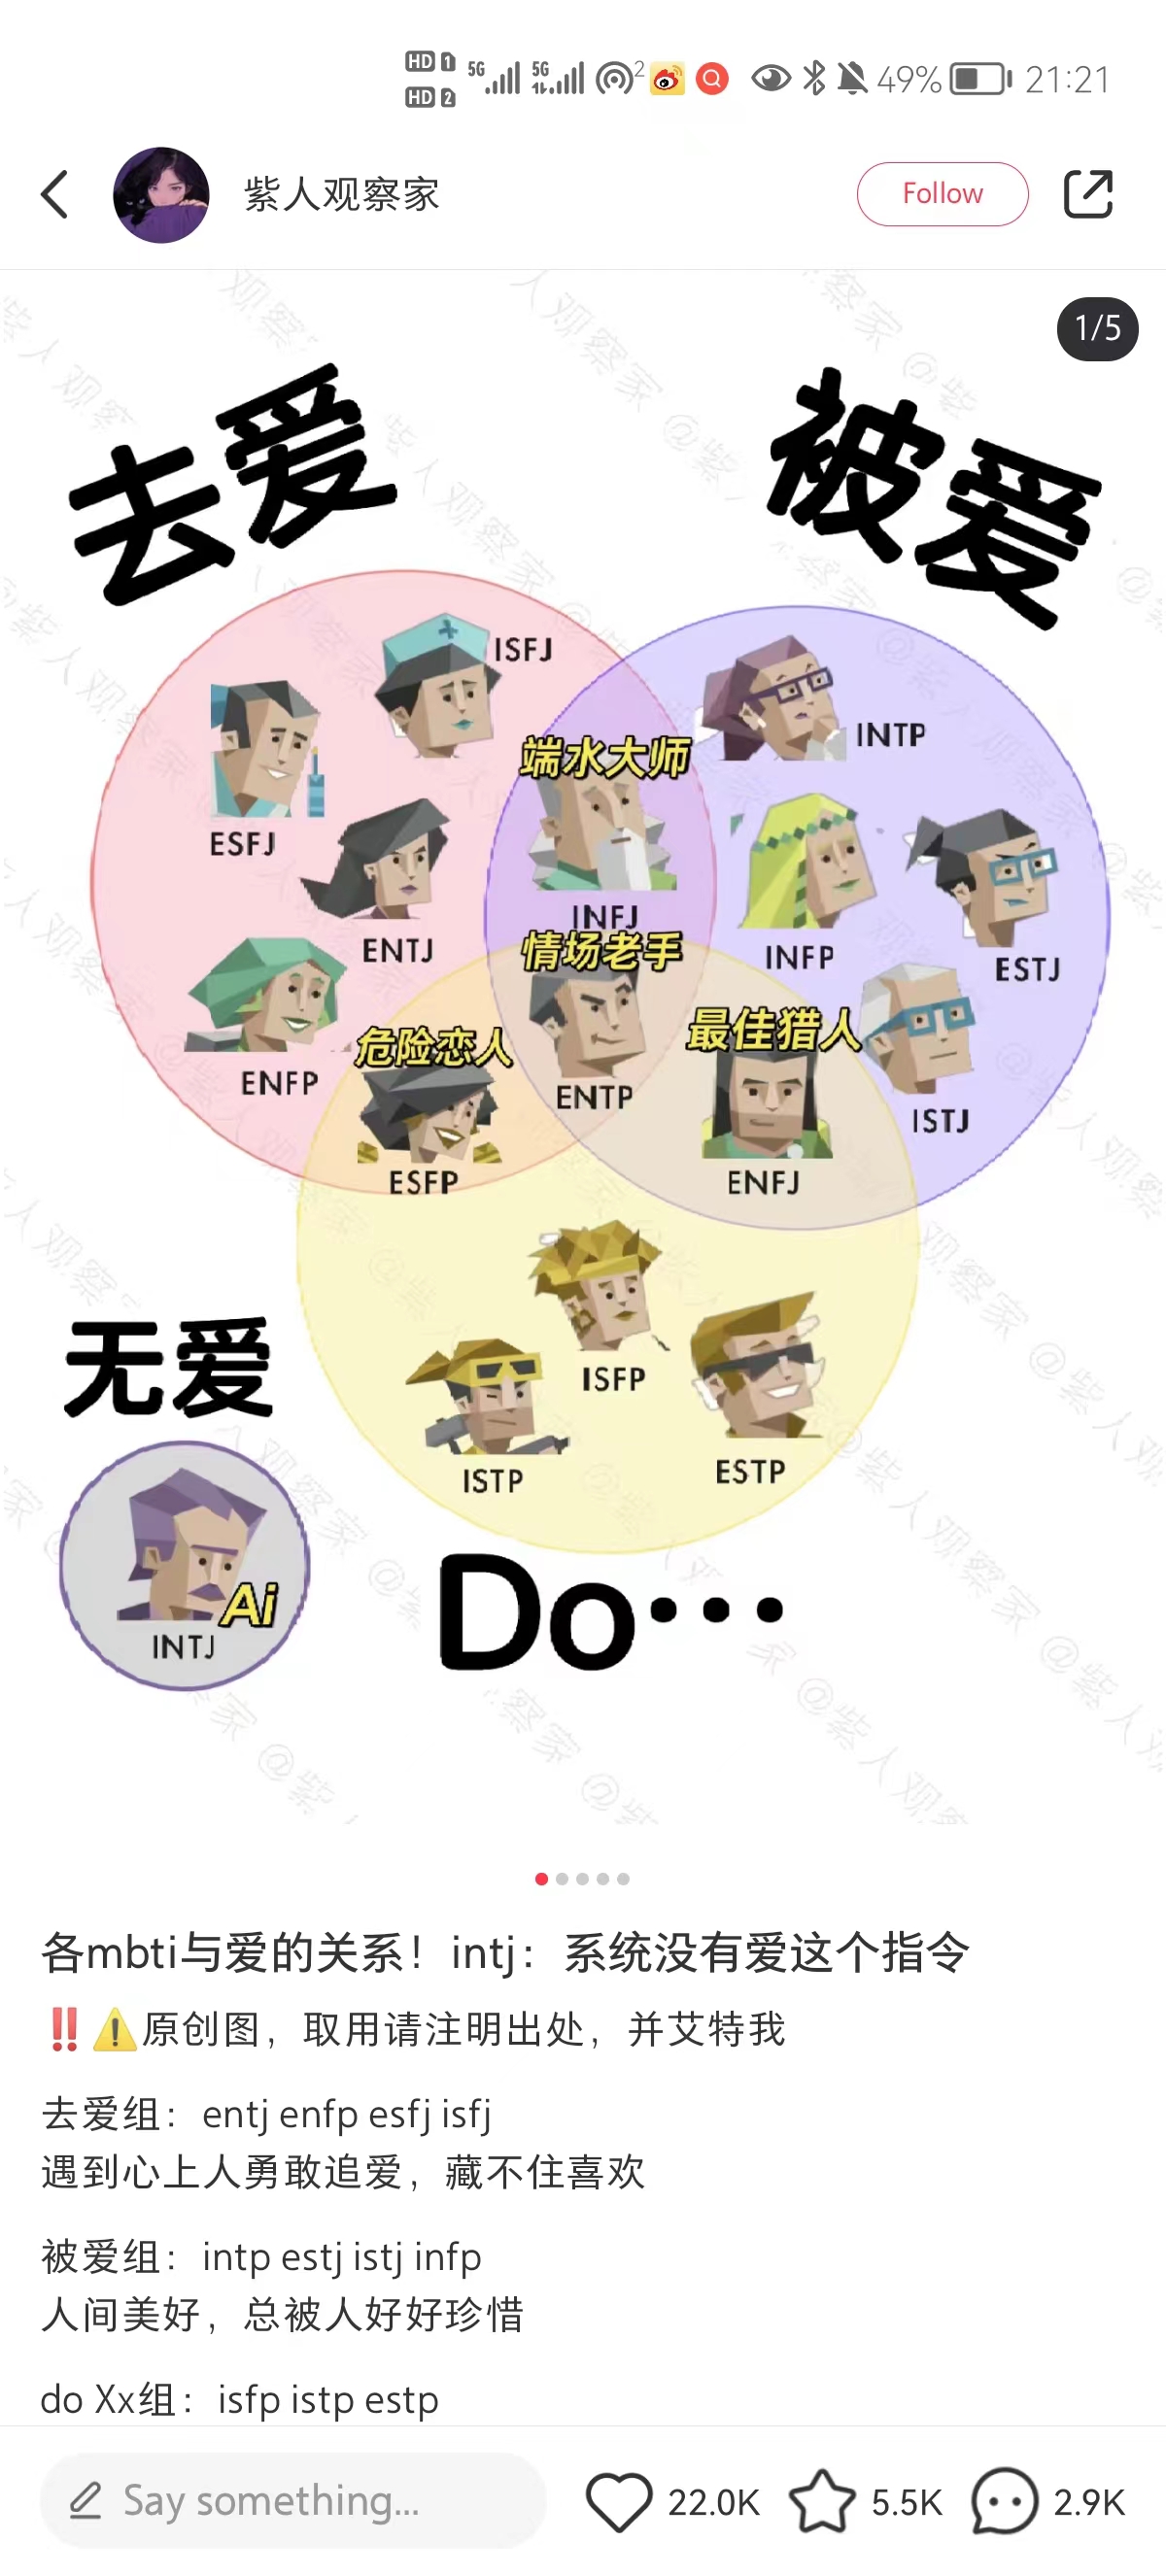 HD 1 5G 5G 2 49% 21:21
HD 2
紫人观察家 Follow
1/5
去爱
被爱
ISFJ
INTP
端水大师
ESFJ
INFJ
ENTJ
情场老手
INFP
ESTJ
最佳猎人
危险恋人
ENFP
ENTP
ISTJ
ESFP
ENFJ
无爱
ISFP
ISTP
ESTP
Ai
INTJ
Do···
各mbti与爱的关系！intj：系统没有爱这个指令
‼️⚠️原创图，取用请注明出处，并艾特我
去爱组：entj enfp esfj isfj
遇到心上人勇敢追爱，藏不住喜欢
被爱组：intp estj istj infp
人间美好，总被人好好珍惜
do Xx组：isfp istp estp
Say something... 22.0K 5.5K 2.9K